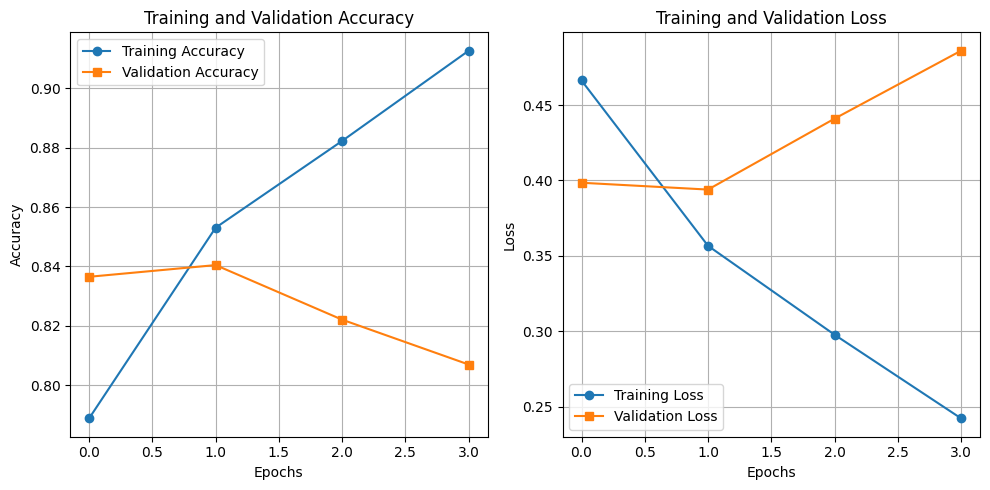 Training and Validation Accuracy
Training Accuracy
Validation Accuracy
Accuracy
0.90
0.88
0.86
0.84
0.82
0.80
0.0 0.5 1.0 1.5 2.0 2.5 3.0
Epochs
Training and Validation Loss
Loss
0.45
0.40
0.35
0.30
0.25
Training Loss
Validation Loss
0.0 0.5 1.0 1.5 2.0 2.5 3.0
Epochs